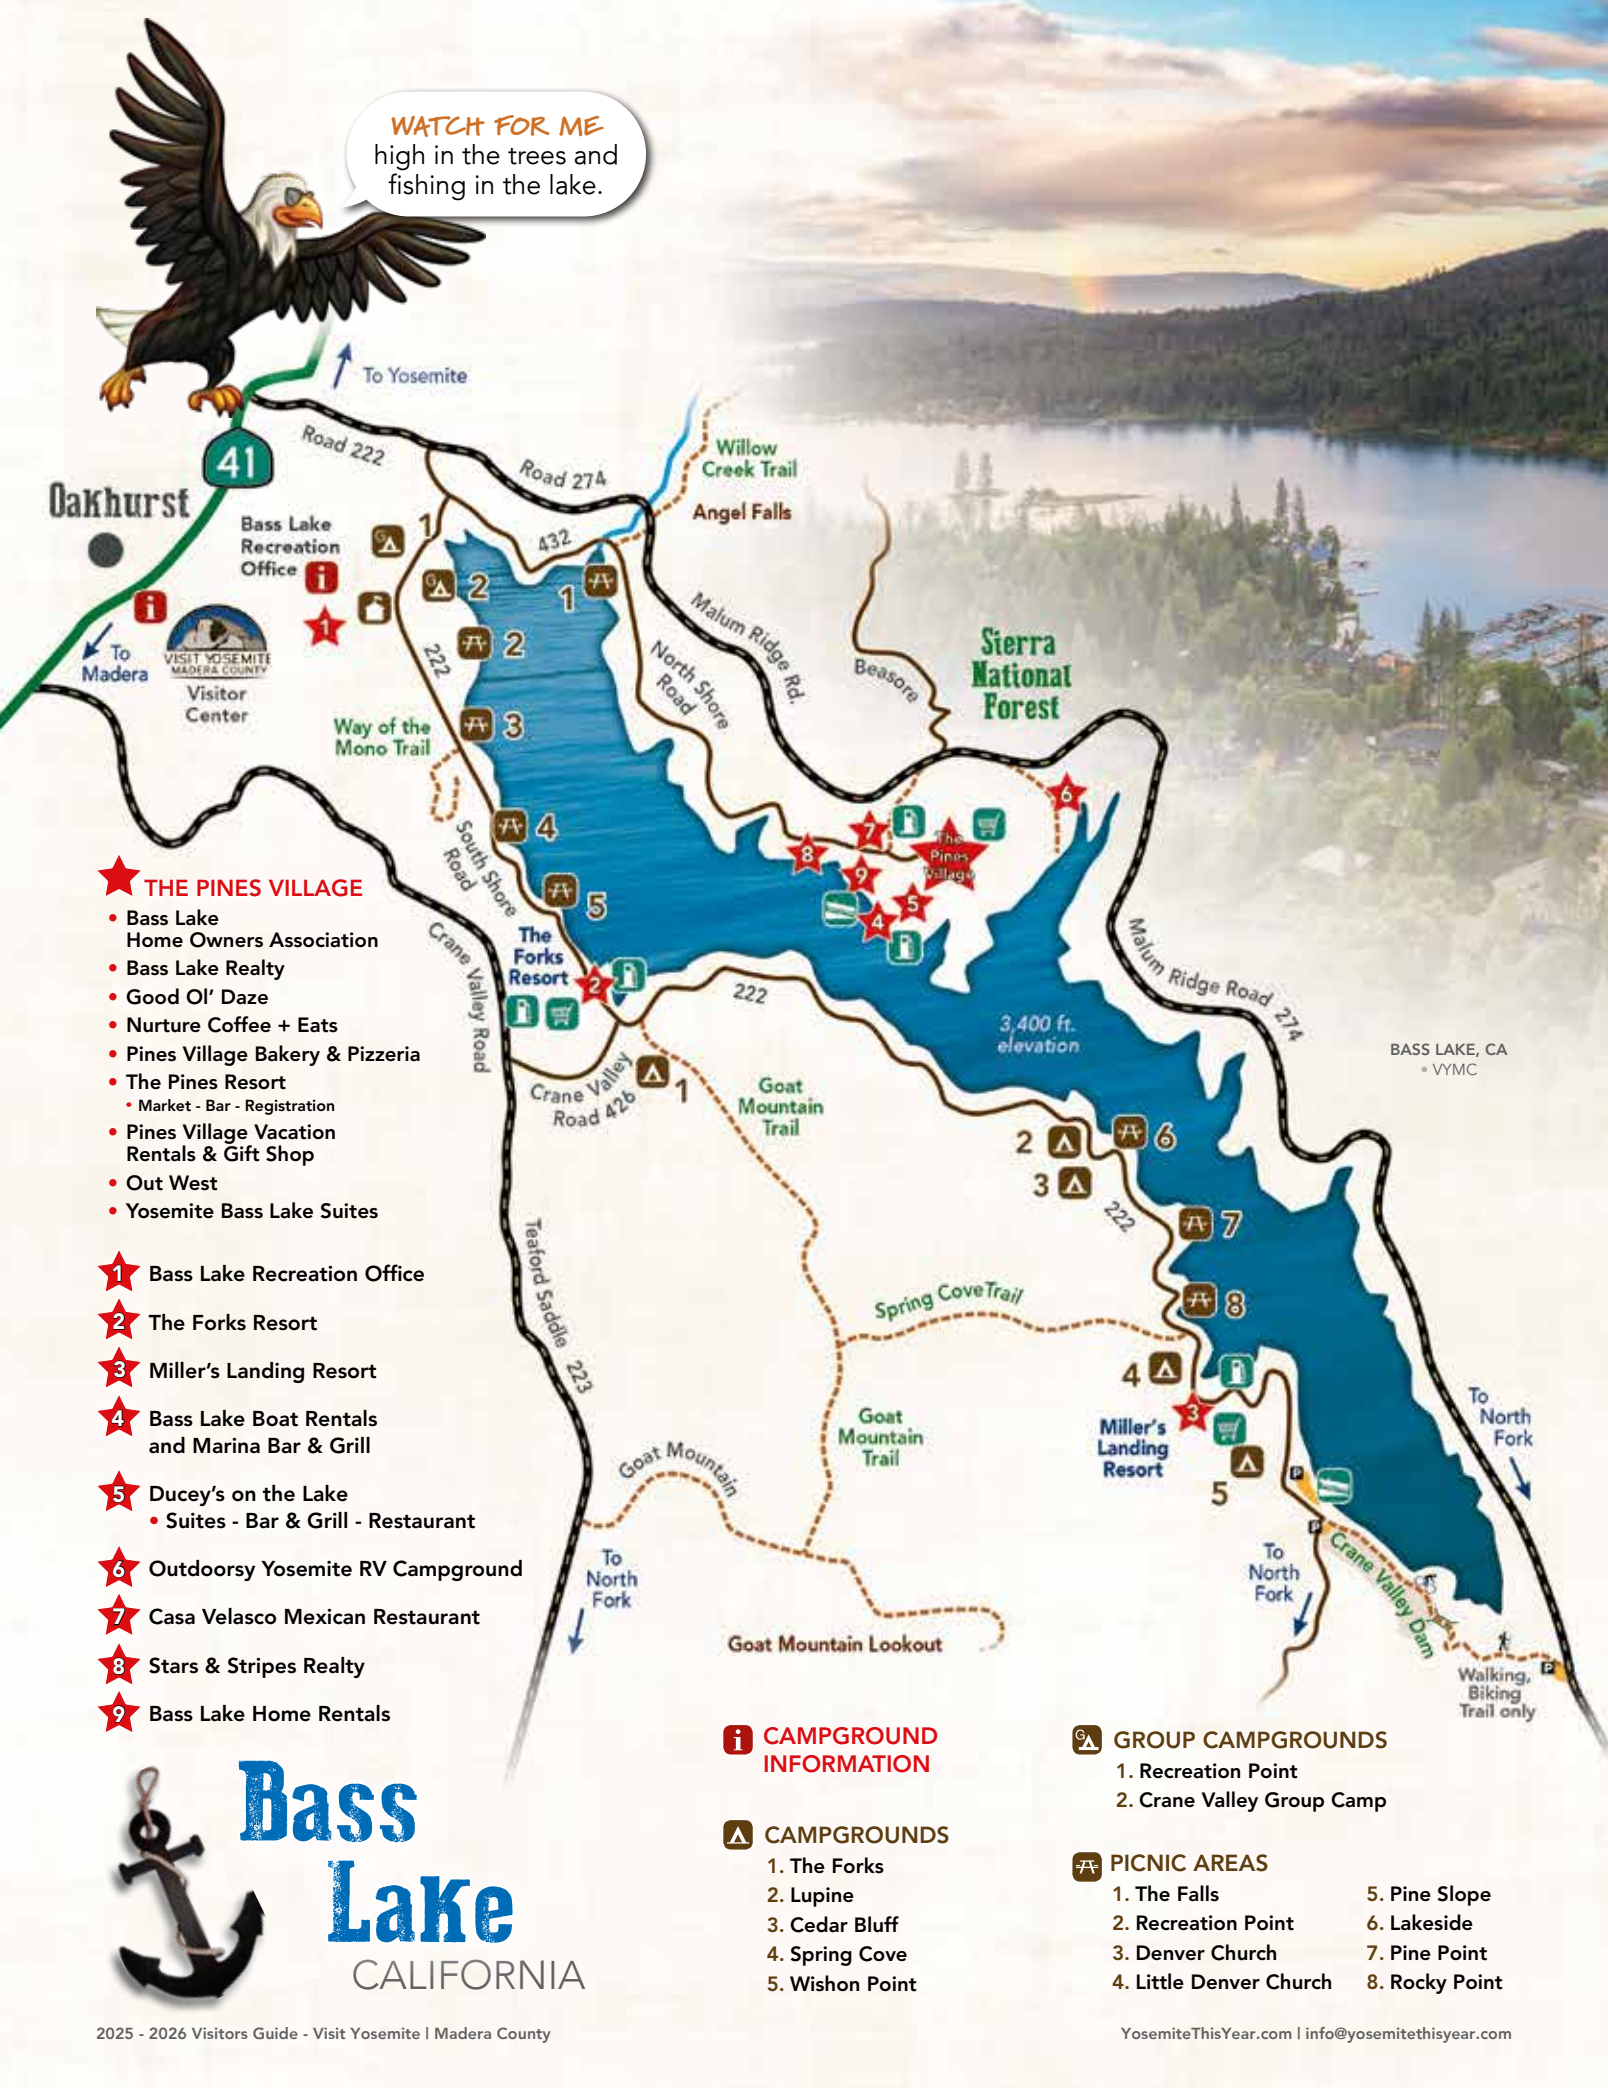 WATCH FOR ME
high in the trees and
fishing in the lake.
To Yosemite
Road 222
41
Oakhurst
Road 274
Willow
Creek Trail
Angel Falls
Bass Lake
Recreation
Office
i
1
G
1
432
i
1
G
2
1
2
To
Madera
VISIT YOSEMITE
MADERA COUNTY
Visitor
Center
222
North Shore
Road
Malum Ridge Rd.
Beasore
Sierra
National
Forest
Way of the
Mono Trail
3
4
South Shore
Road
5
6
7
8
9
The
Pines
Village
5
4
Crane Valley Road
The
Forks
Resort
2
222
3,400 ft.
elevation
Malum Ridge Road 274
BASS LAKE, CA
• VYMC
Crane Valley
Road 426
1
Goat
Mountain
Trail
2
3
6
222
7
8
Teaford Saddle 223
Spring Cove Trail
4
Miller's
Landing
Resort
3
5
P
P
Goat
Mountain
Trail
Goat Mountain
To
North
Fork
To
North
Fork
To
North
Fork
Crane Valley Dam
Goat Mountain Lookout
P
Walking,
Biking
Trail only
THE PINES VILLAGE
• Bass Lake
Home Owners Association
• Bass Lake Realty
• Good Ol' Daze
• Nurture Coffee + Eats
• Pines Village Bakery & Pizzeria
• The Pines Resort
• Market - Bar - Registration
• Pines Village Vacation
Rentals & Gift Shop
• Out West
• Yosemite Bass Lake Suites
1 Bass Lake Recreation Office
2 The Forks Resort
3 Miller's Landing Resort
4 Bass Lake Boat Rentals
and Marina Bar & Grill
5 Ducey's on the Lake
• Suites - Bar & Grill - Restaurant
6 Outdoorsy Yosemite RV Campground
7 Casa Velasco Mexican Restaurant
8 Stars & Stripes Realty
9 Bass Lake Home Rentals
Bass
Lake
CALIFORNIA
i CAMPGROUND
INFORMATION
CAMPGROUNDS
1. The Forks
2. Lupine
3. Cedar Bluff
4. Spring Cove
5. Wishon Point
G GROUP CAMPGROUNDS
1. Recreation Point
2. Crane Valley Group Camp
PICNIC AREAS
1. The Falls
2. Recreation Point
3. Denver Church
4. Little Denver Church
5. Pine Slope
6. Lakeside
7. Pine Point
8. Rocky Point
2025 - 2026 Visitors Guide - Visit Yosemite | Madera County
YosemiteThisYear.com | info@yosemitethisyear.com